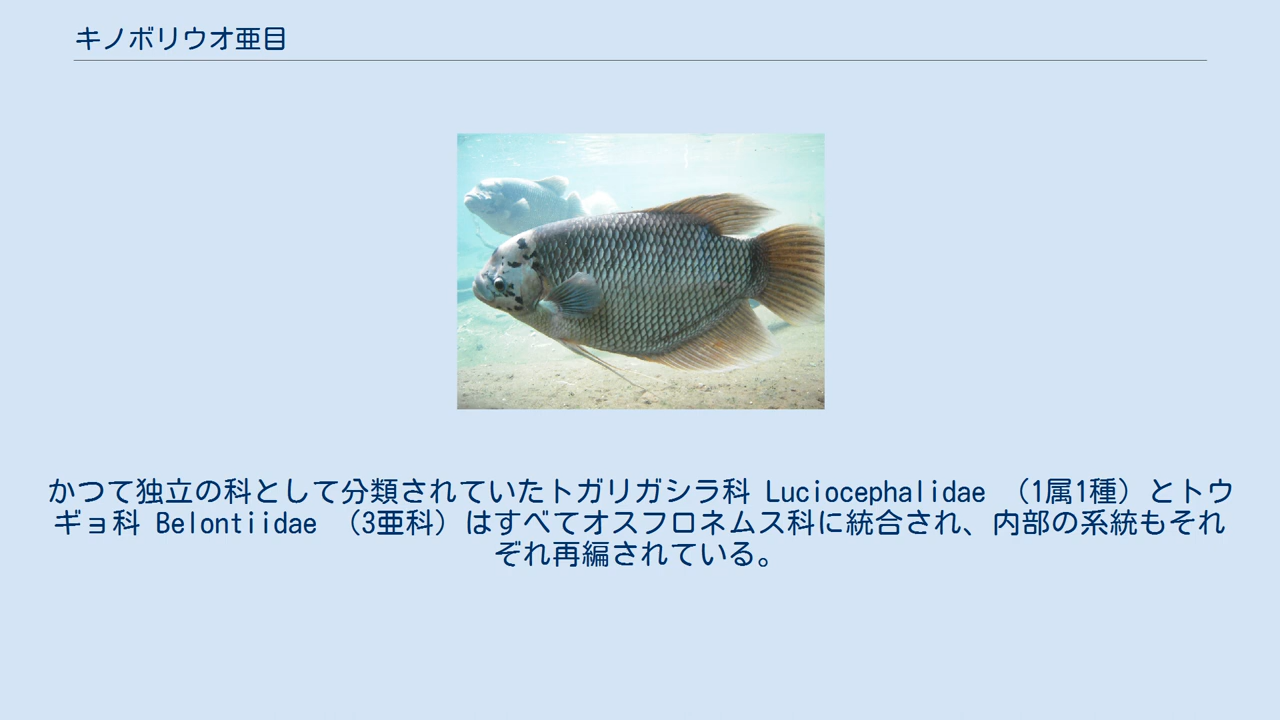 キノボリウオ亜目
かつて独立の科として分類されていたトガリガシラ科 Luciocephalidae （1属1種）とトウ
ギョ科 Belontiidae （3亜科）はすべてオスフロネムス科に統合され、内部の系統もそれ
ぞれ再編されている。